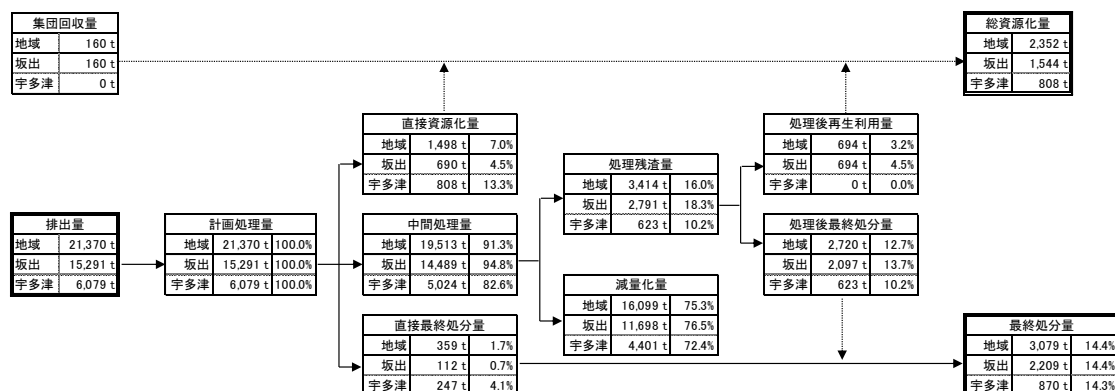 集団回収量
地域 160 t
坂出 160 t
宇多津 0 t
総資源化量
地域 2,352 t
坂出 1,544 t
宇多津 808 t
直接資源化量
地域 1,498 t 7.0%
坂出 690 t 4.5%
宇多津 808 t 13.3%
処理後再生利用量
地域 694 t 3.2%
坂出 694 t 4.5%
宇多津 0 t 0.0%
処理残渣量
地域 3,414 t 16.0%
坂出 2,791 t 18.3%
宇多津 623 t 10.2%
排出量
地域 21,370 t
坂出 15,291 t
宇多津 6,079 t
計画処理量
地域 21,370 t 100.0%
坂出 15,291 t 100.0%
宇多津 6,079 t 100.0%
中間処理量
地域 19,513 t 91.3%
坂出 14,489 t 94.8%
宇多津 5,024 t 82.6%
処理後最終処分量
地域 2,720 t 12.7%
坂出 2,097 t 13.7%
宇多津 623 t 10.2%
減量化量
地域 16,099 t 75.3%
坂出 11,698 t 76.5%
宇多津 4,401 t 72.4%
直接最終処分量
地域 359 t 1.7%
坂出 112 t 0.7%
宇多津 247 t 4.1%
最終処分量
地域 3,079 t 14.4%
坂出 2,209 t 14.4%
宇多津 870 t 14.3%